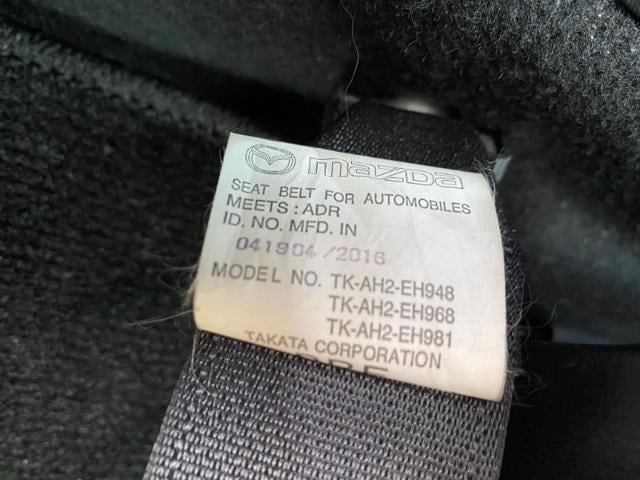 mazda
SEAT BELT FOR AUTOMOBILES
MEETS : ADR
ID. NO. MFD. IN
041904/2016
MODEL NO. TK-AH2-EH948
TK-AH2-EH968
TK-AH2-EH981
TAKATA CORPORATION